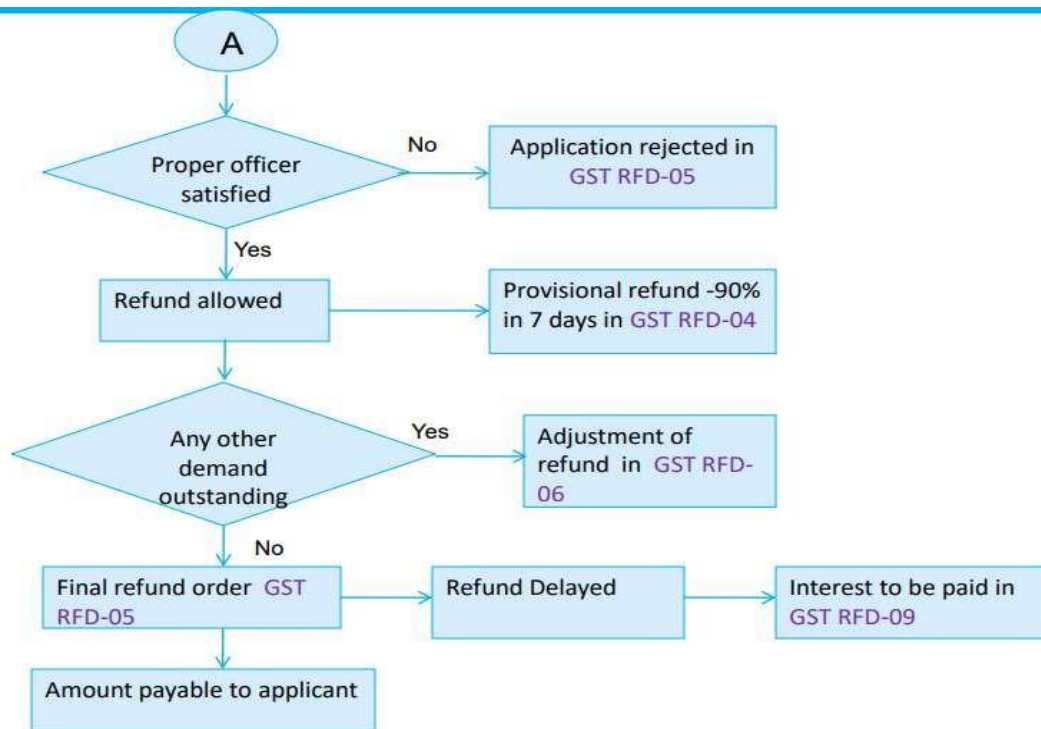 A
Proper officer
satisfied
No
Application rejected in
GST RFD-05
Yes
Refund allowed
Provisional refund -90%
in 7 days in GST RFD-04
Any other
demand
outstanding
Yes
Adjustment of
refund in GST RFD-
06
No
Final refund order GST
RFD-05
Refund Delayed
Interest to be paid in
GST RFD-09
Amount payable to applicant